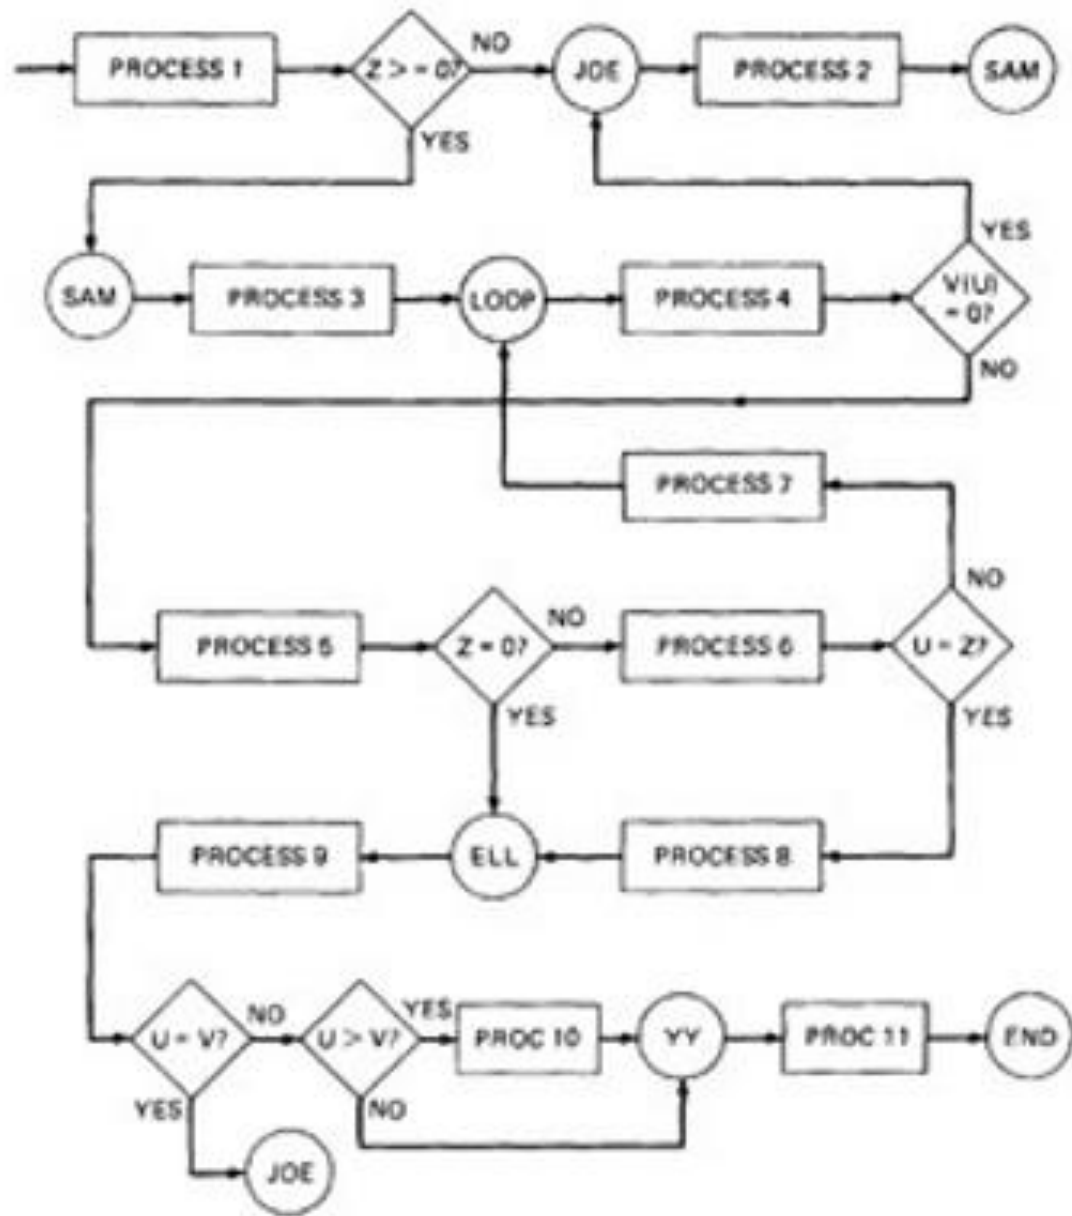 PROCESS 1
Z > = 0?
NO
JOE
PROCESS 2
SAM
YES
YES
SAM
PROCESS 3
LOOP
PROCESS 4
V(U)
= 0?
NO
PROCESS 7
NO
PROCESS 5
Z = 0?
NO
PROCESS 6
U = Z?
YES
YES
PROCESS 9
ELL
PROCESS 8
U = V?
NO
U > V?
YES
PROC 10
YY
PROC 11
END
YES
NO
JOE